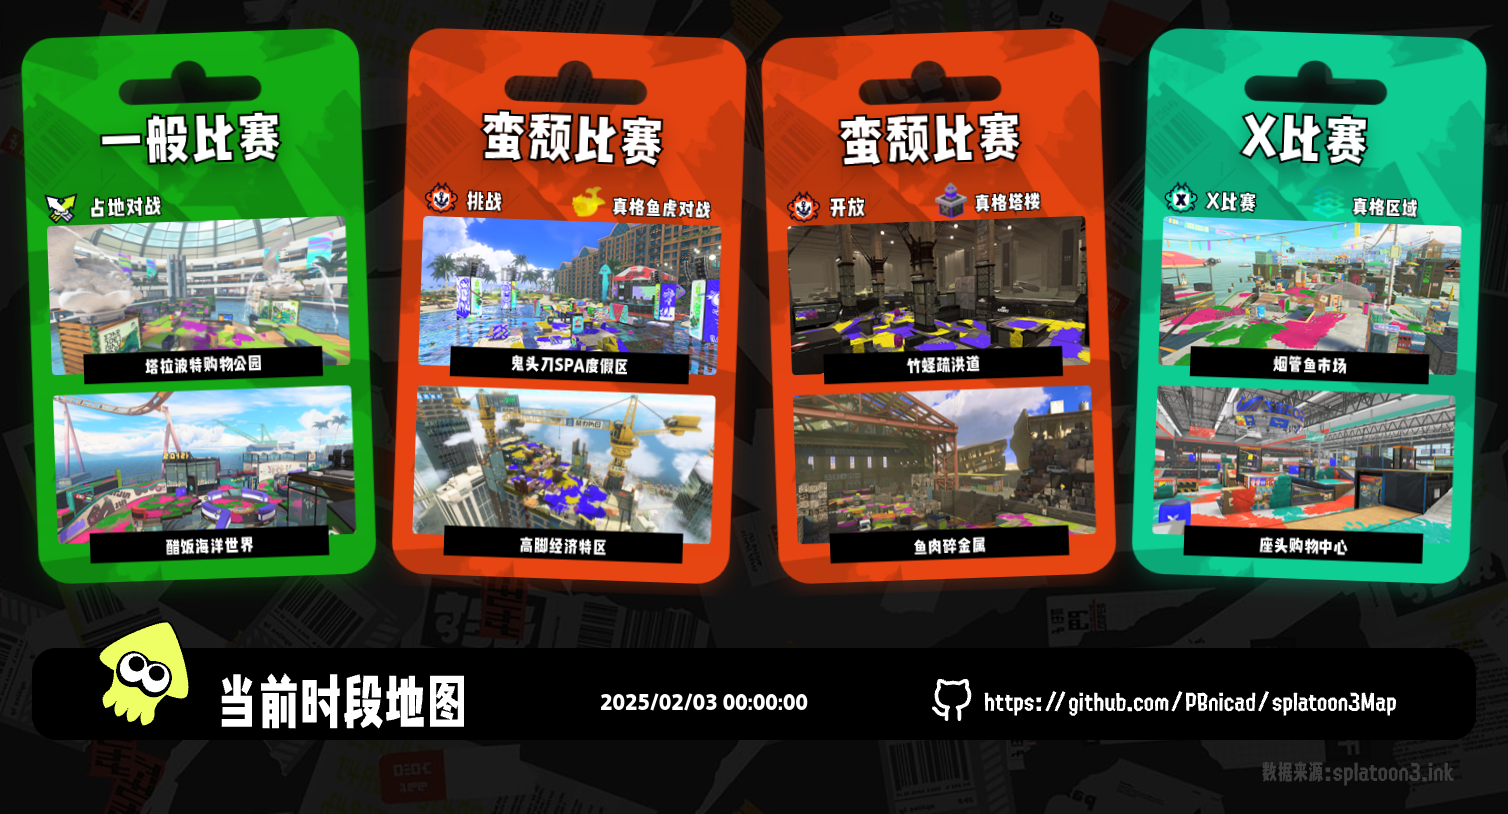 一般比赛
占地对战
塔拉波特购物公园
醋饭海洋世界
蛮颓比赛
挑战
真格鱼虎对战
鬼头刀SPA度假区
高脚经济特区
蛮颓比赛
开放
真格塔楼
竹蛏疏洪道
鱼肉碎金属
X比赛
X比赛
真格区域
烟管鱼市场
座头购物中心
当前时段地图
2025/02/03 00:00:00
https://github.com/PBnicad/splatoon3Map
数据来源:splatoon3.ink